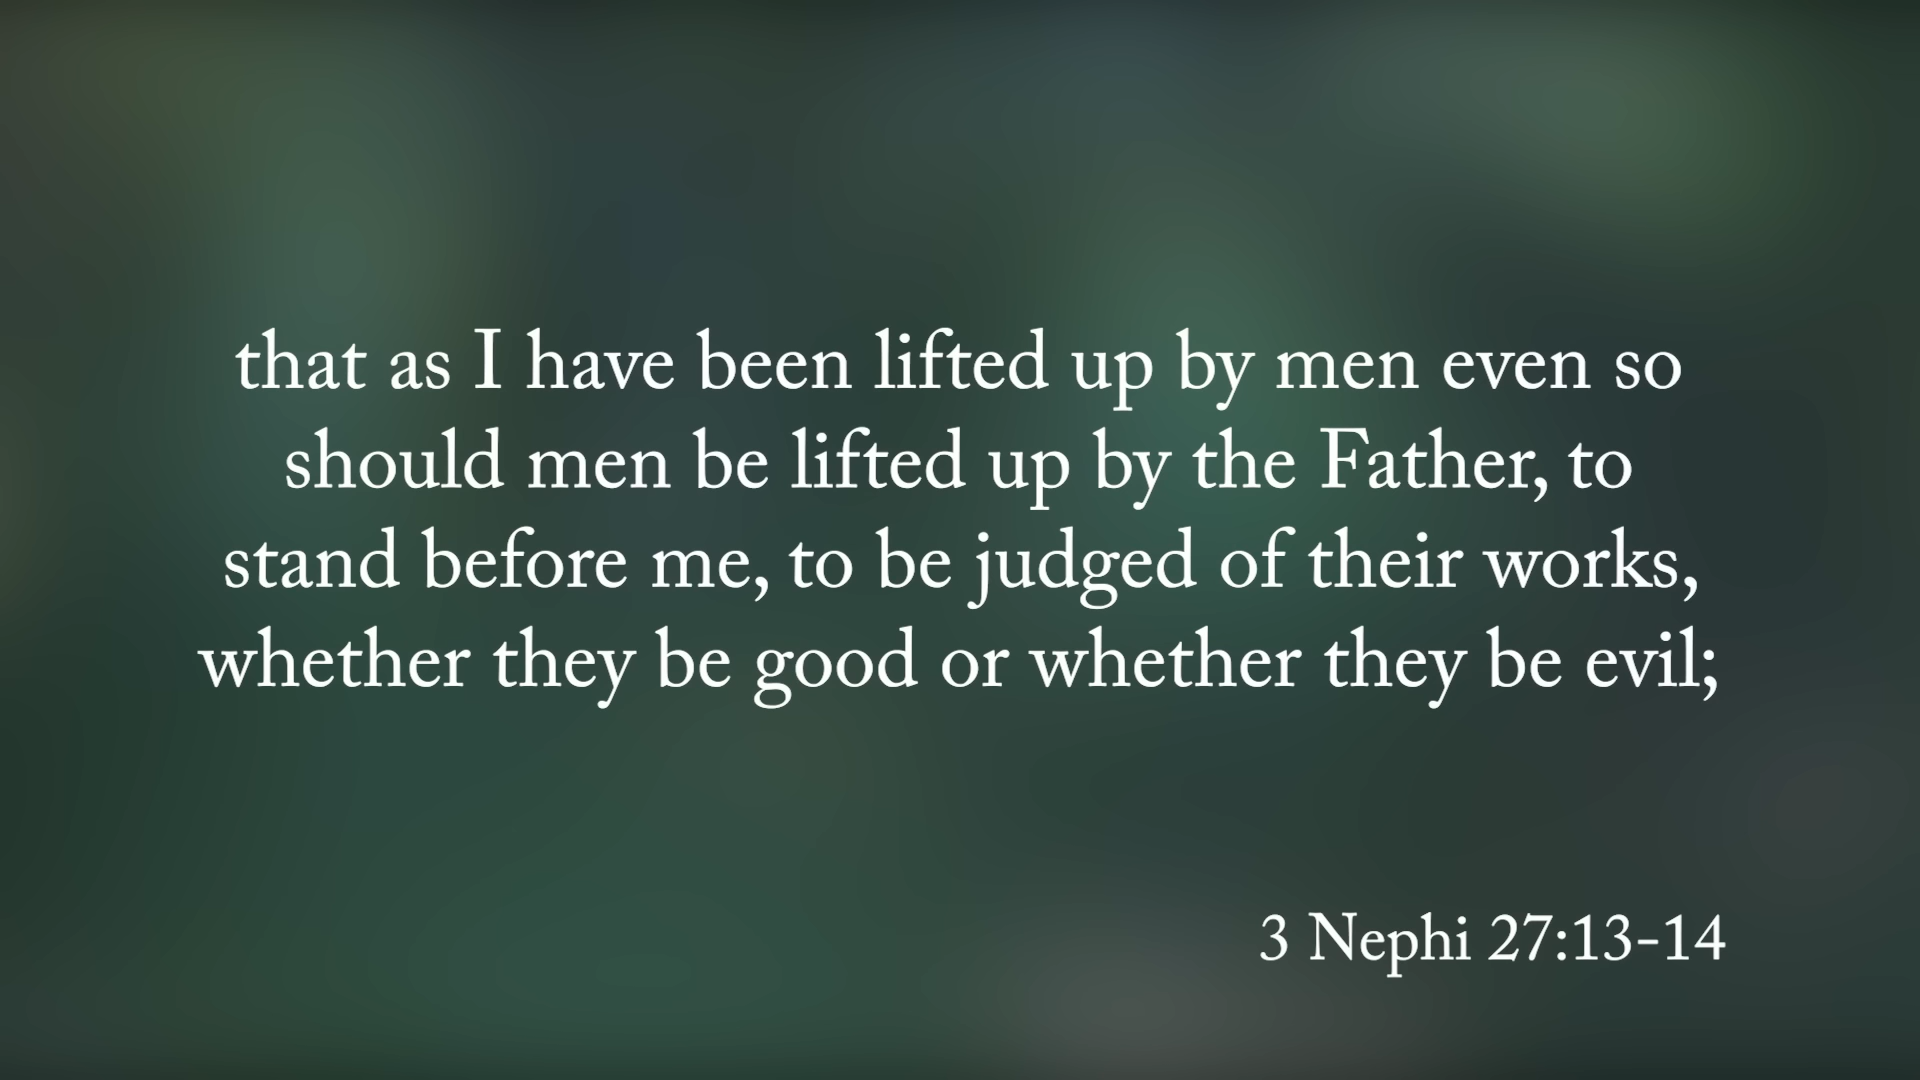 that as I have been lifted up by men even so
should men be lifted up by the Father, to
stand before me, to be judged of their works,
whether they be good or whether they be evil;
3 Nephi 27:13-14